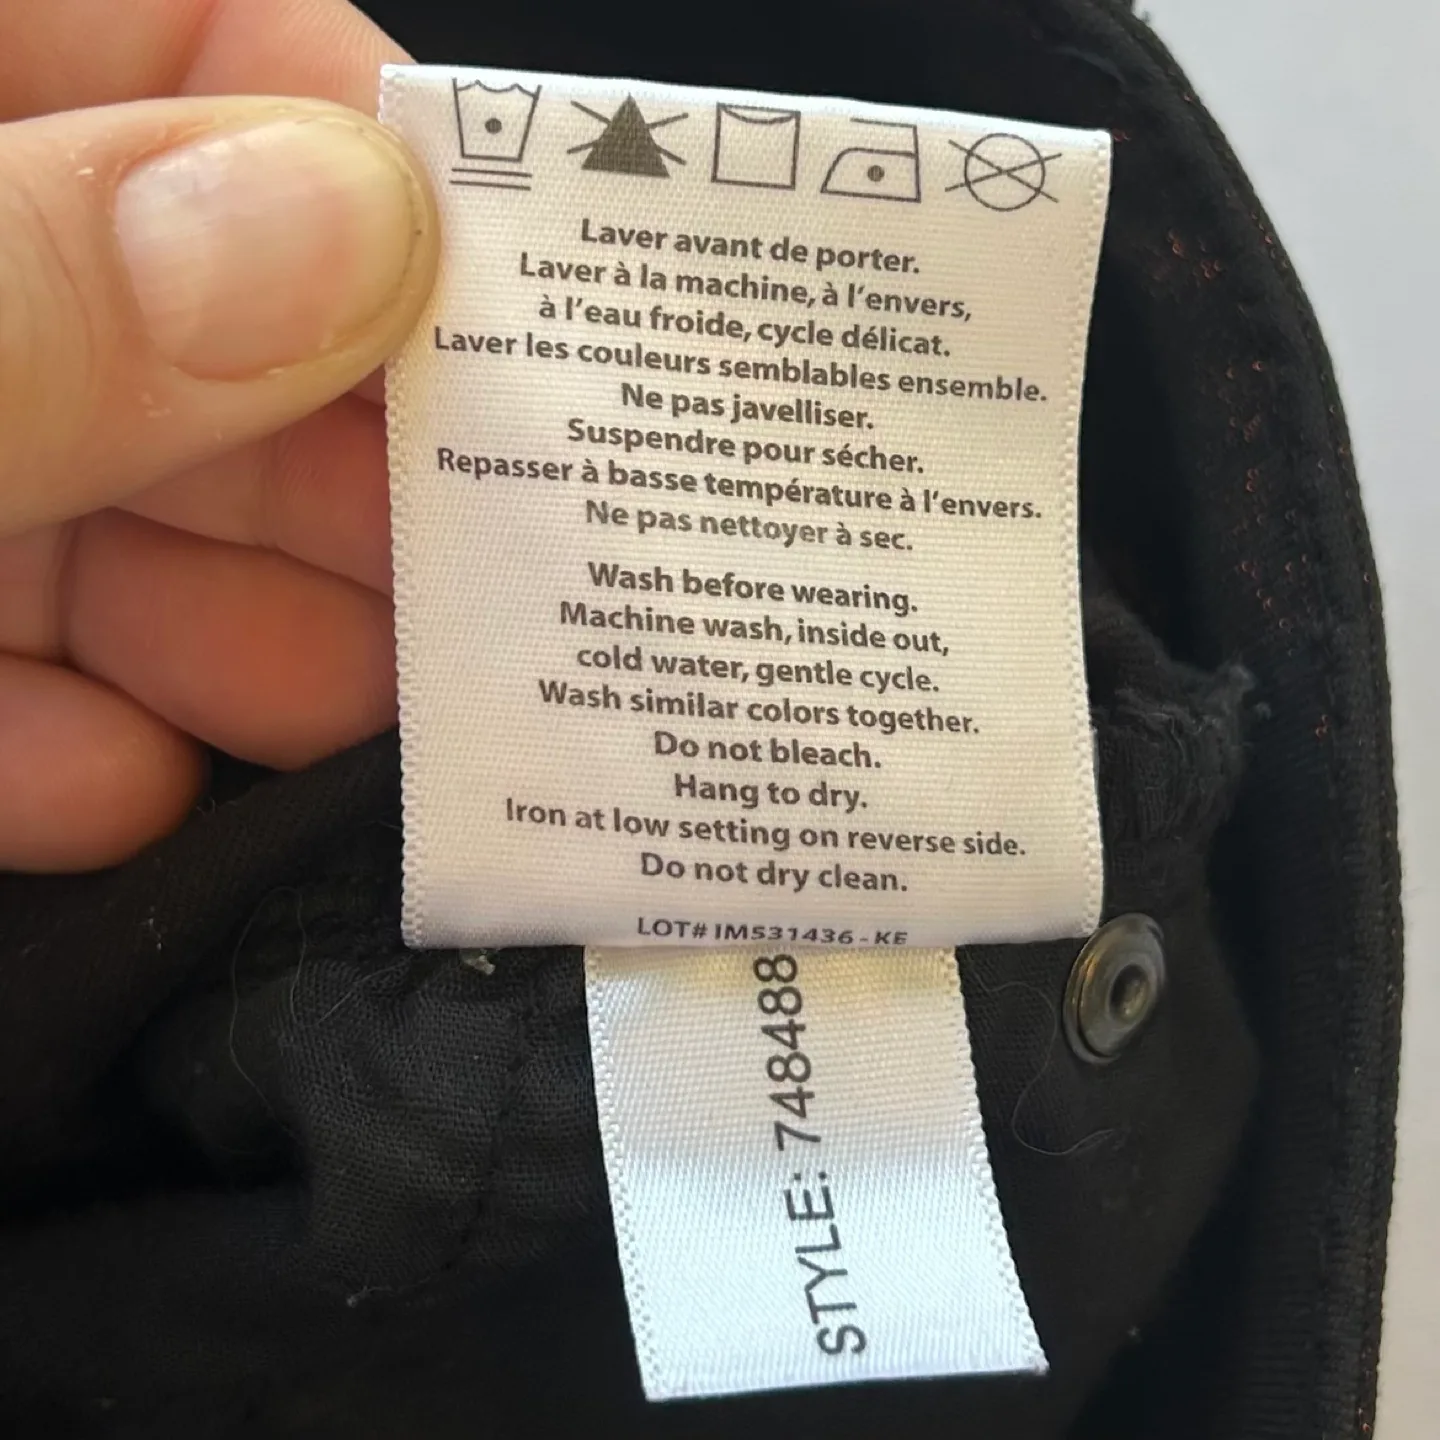 Laver avant de porter.
Laver à la machine, à l'envers,
à l'eau froide, cycle délicat.
Laver les couleurs semblables ensemble.
Ne pas javelliser.
Suspendre pour sécher.
Repasser à basse température à l'envers.
Ne pas nettoyer à sec.
Wash before wearing.
Machine wash, inside out,
cold water, gentle cycle.
Wash similar colors together.
Do not bleach.
Hang to dry.
Iron at low setting on reverse side.
Do not dry clean.
LOT# IM531436 - KE
STYLE: 748488